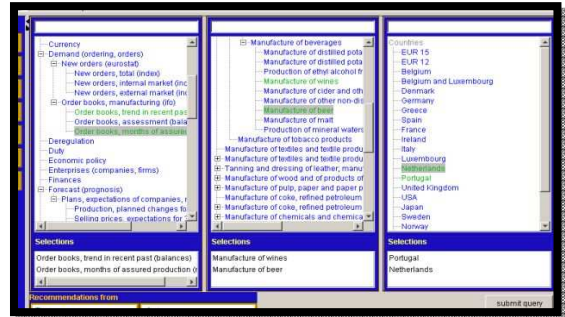 Currency
Demand (ordering, orders)
New orders (eurostat)
New orders, total (index)
New orders, internal market (inc
New orders, external market (inc
Order books, manufacturing (ifo)
Order books, trend in recent pas
Order books, assessment (bala
Order books, months of assured
Deregulation
Duty
Economic policy
Enterprises (companies, firms)
Finances
Forecast (prognosis)
Plans, expectations of companies, r
Production, planned changes fo
Selling prices: expectations for
Selections
Order books, trend in recent past (balances)
Order books, months of assured production (r
Manufacture of beverages
Manufacture of distilled pota
Manufacture of distilled pota
Production of ethyl alcohol fr
Manufacture of wines
Manufacture of cider and oth
Manufacture of other non-dis
Manufacture of beer
Manufacture of malt
Production of mineral waters
Manufacture of tobacco products
Manufacture of textiles and textile produ
Manufacture of textiles and textile produ
Tanning and dressing of leather, manuf
Manufacture of wood and of products of
Manufacture of pulp, paper and paper p
Manufacture of coke, refined petroleum
Manufacture of coke, refined petroleum
Manufacture of chemicals and chemica
Selections
Manufacture of wines
Manufacture of beer
Countries
EUR 15
EUR 12
Belgium
Belgium and Luxembourg
Denmark
Germany
Greece
Spain
France
Ireland
Italy
Luxembourg
Netherlands
Portugal
United Kingdom
USA
Japan
Sweden
Norway
Selections
Portugal
Netherlands
Recommendations from
submit query